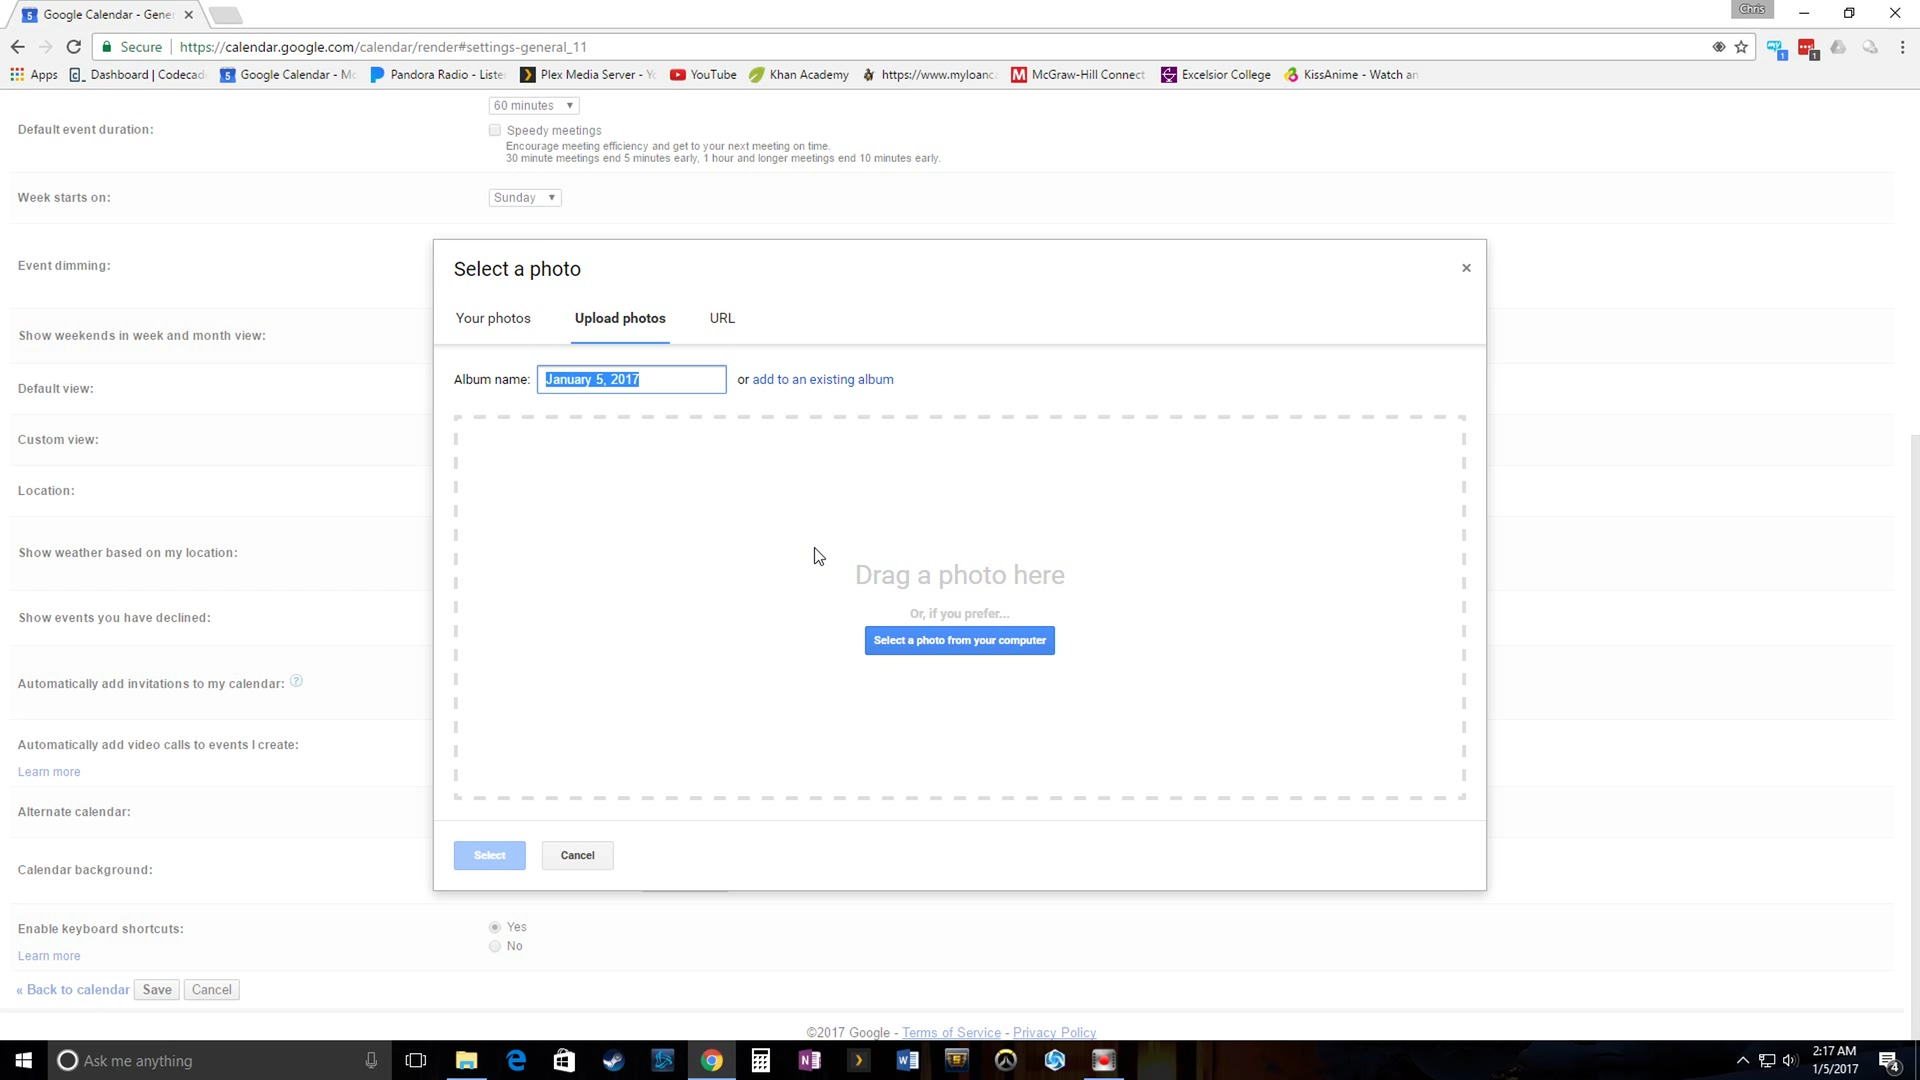 Google Calendar - Gene
Chris
Secure
https://calendar.google.com/calendar/render#settings-general_11
Apps
Dashboard | Codecad
Google Calendar - Mo
Pandora Radio - Liste
Plex Media Server - Yo
YouTube
Khan Academy
https://www.myloanc
McGraw-Hill Connect
Excelsior College
KissAnime - Watch an
60 minutes
Default event duration:
Speedy meetings
Encourage meeting efficiency and get to your next meeting on time.
30 minute meetings end 5 minutes early, 1 hour and longer meetings end 10 minutes early.
Week starts on:
Sunday
Event dimming:
Show weekends in week and month view:
Default view:
Custom view:
Location:
Show weather based on my location:
Show events you have declined:
Automatically add invitations to my calendar: ?
Automatically add video calls to events I create:
Learn more
Alternate calendar:
Calendar background:
Enable keyboard shortcuts:
Learn more
Yes
No
« Back to calendar
Save
Cancel
Select a photo
Your photos
Upload photos
URL
Album name:
January 5, 2017
or add to an existing album
Drag a photo here
Or, if you prefer...
Select a photo from your computer
Select
Cancel
©2017 Google - Terms of Service - Privacy Policy
Ask me anything
2:17 AM
1/5/2017
4